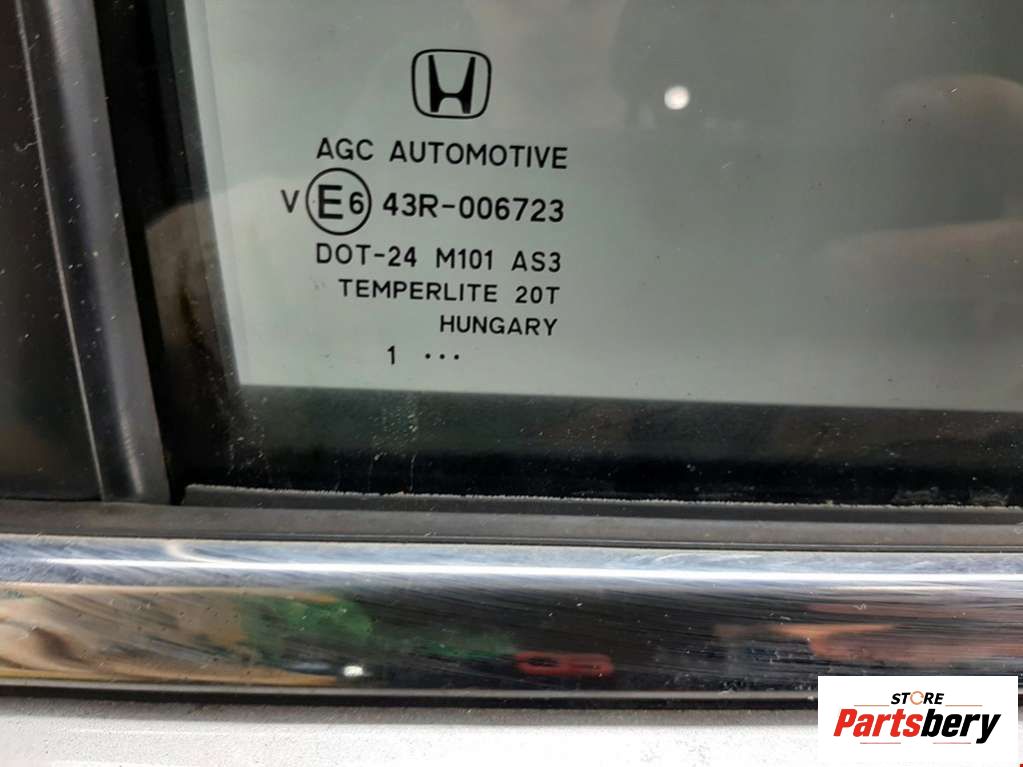 AGC AUTOMOTIVE
V E6 43R-006723
DOT-24 M101 AS3
TEMPERLITE 20T
HUNGARY
1 ...
STORE
Partsbery